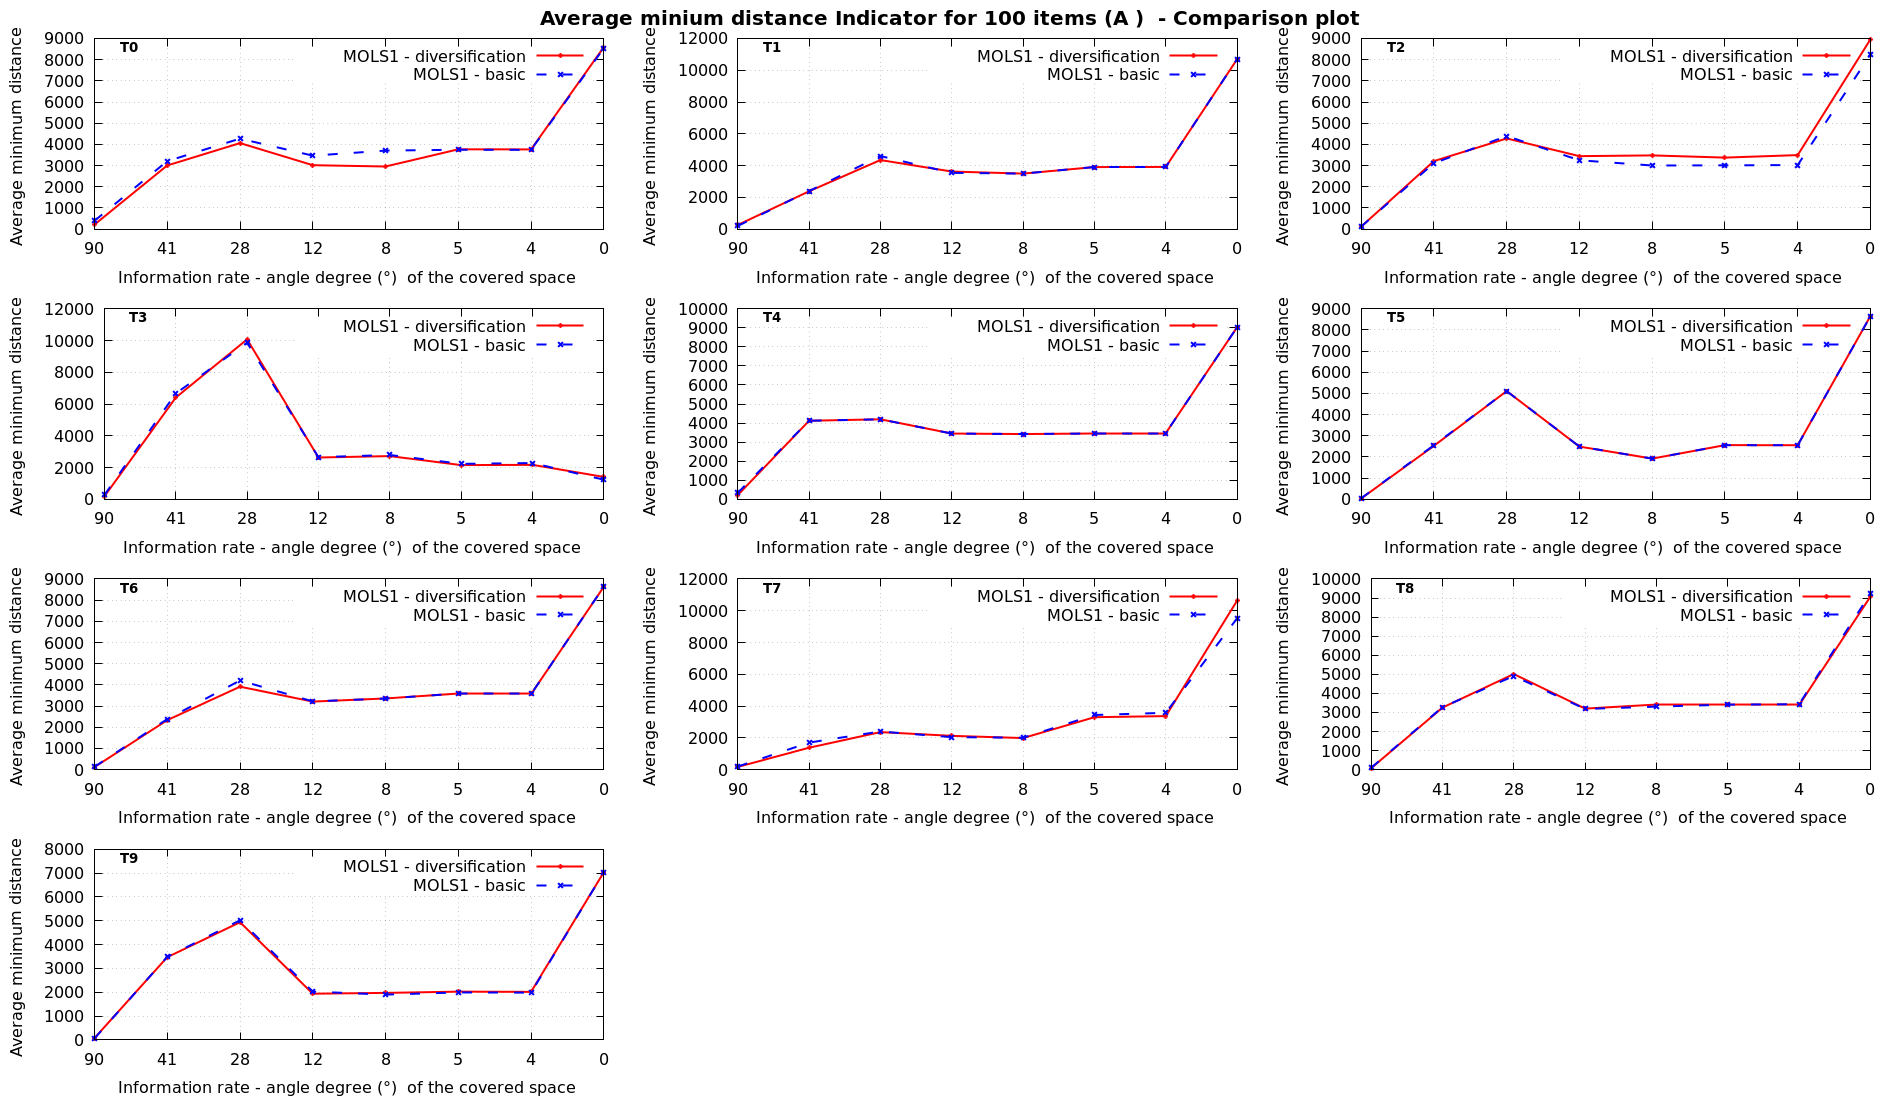 Average minium distance Indicator for 100 items (A )  - Comparison plot
T0
MOLS1 - diversification
MOLS1 - basic
Average minimum distance
9000
8000
7000
6000
5000
4000
3000
2000
1000
0
90 41 28 12 8 5 4 0
Information rate - angle degree (°)  of the covered space
T1
MOLS1 - diversification
MOLS1 - basic
Average minimum distance
12000
10000
8000
6000
4000
2000
0
90 41 28 12 8 5 4 0
Information rate - angle degree (°)  of the covered space
T2
MOLS1 - diversification
MOLS1 - basic
Average minimum distance
9000
8000
7000
6000
5000
4000
3000
2000
1000
0
90 41 28 12 8 5 4 0
Information rate - angle degree (°)  of the covered space
T3
MOLS1 - diversification
MOLS1 - basic
Average minimum distance
12000
10000
8000
6000
4000
2000
0
90 41 28 12 8 5 4 0
Information rate - angle degree (°)  of the covered space
T4
MOLS1 - diversification
MOLS1 - basic
Average minimum distance
10000
9000
8000
7000
6000
5000
4000
3000
2000
1000
0
90 41 28 12 8 5 4 0
Information rate - angle degree (°)  of the covered space
T5
MOLS1 - diversification
MOLS1 - basic
Average minimum distance
9000
8000
7000
6000
5000
4000
3000
2000
1000
0
90 41 28 12 8 5 4 0
Information rate - angle degree (°)  of the covered space
T6
MOLS1 - diversification
MOLS1 - basic
Average minimum distance
9000
8000
7000
6000
5000
4000
3000
2000
1000
0
90 41 28 12 8 5 4 0
Information rate - angle degree (°)  of the covered space
T7
MOLS1 - diversification
MOLS1 - basic
Average minimum distance
12000
10000
8000
6000
4000
2000
0
90 41 28 12 8 5 4 0
Information rate - angle degree (°)  of the covered space
T8
MOLS1 - diversification
MOLS1 - basic
Average minimum distance
10000
9000
8000
7000
6000
5000
4000
3000
2000
1000
0
90 41 28 12 8 5 4 0
Information rate - angle degree (°)  of the covered space
T9
MOLS1 - diversification
MOLS1 - basic
Average minimum distance
8000
7000
6000
5000
4000
3000
2000
1000
0
90 41 28 12 8 5 4 0
Information rate - angle degree (°)  of the covered space